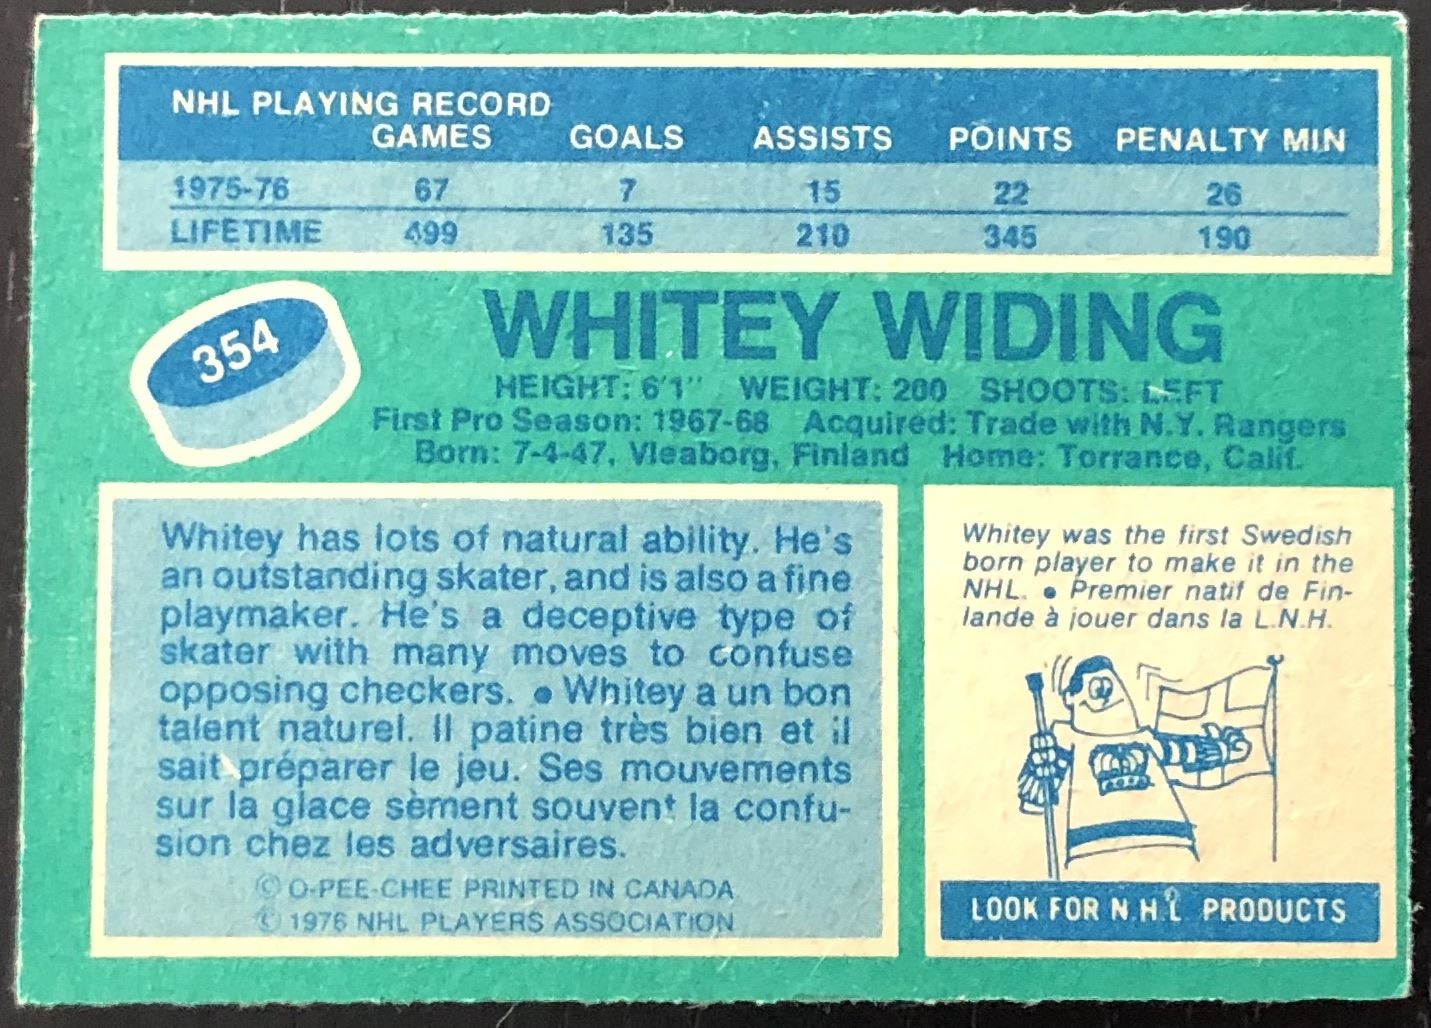 NHL PLAYING RECORD
GAMES GOALS ASSISTS POINTS PENALTY MIN
1975-76 67 7 15 22 26
LIFETIME 499 135 210 345 190
354
WHITEY WIDING
HEIGHT: 6'1" WEIGHT: 200 SHOOTS: LEFT
First Pro Season: 1967-68 Acquired: Trade with N.Y. Rangers
Born: 7-4-47, Vleaborg, Finland Home: Torrance, Calif.
Whitey has lots of natural ability. He's
an outstanding skater, and is also a fine
playmaker. He's a deceptive type of
skater with many moves to confuse
opposing checkers. ● Whitey a un bon
talent naturel. Il patine très bien et il
sait préparer le jeu. Ses mouvements
sur la glace sèment souvent la confu-
sion chez les adversaires.
© O-PEE-CHEE PRINTED IN CANADA
© 1976 NHL PLAYERS ASSOCIATION
Whitey was the first Swedish
born player to make it in the
NHL. ● Premier natif de Fin-
lande à jouer dans la L.N.H.
LOOK FOR N.H.L PRODUCTS